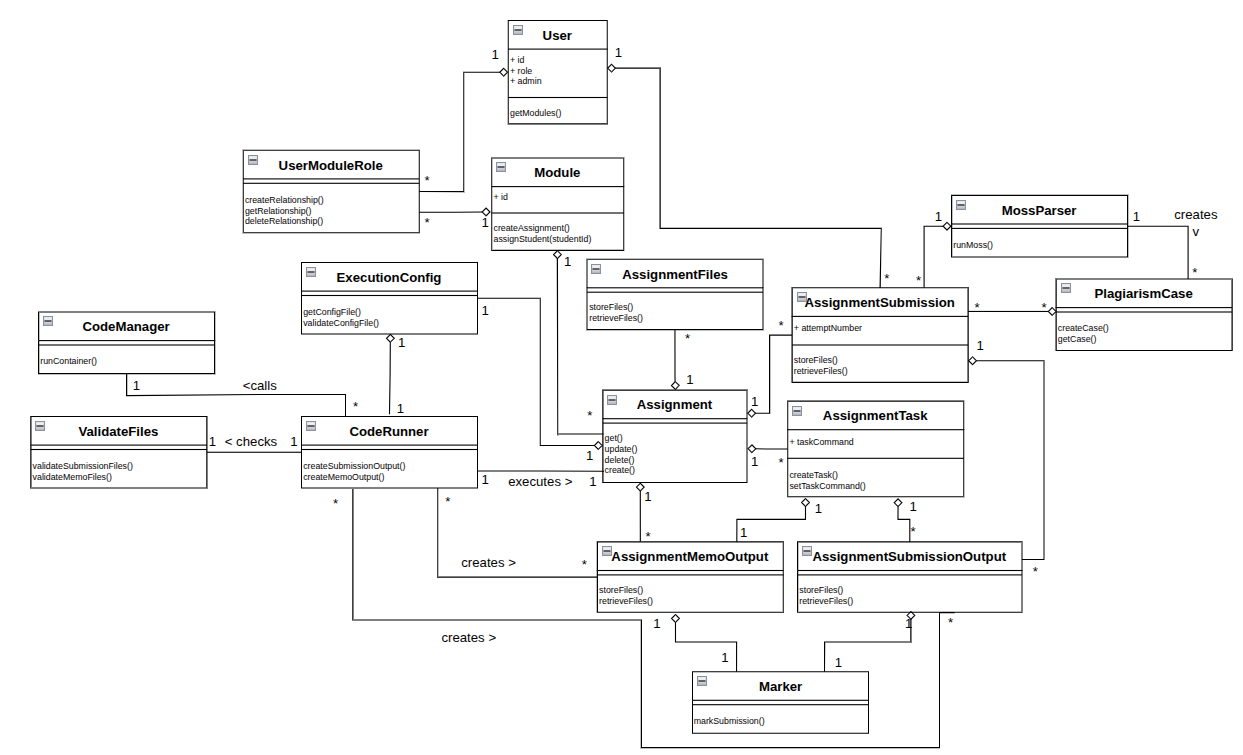 User
+ id
+ role
+ admin
getModules()
1
1
UserModuleRole
createRelationship()
getRelationship()
deleteRelationship()
*
*
Module
+ id
createAssignment()
assignStudent(studentId)
1
1
MossParser
runMoss()
1
1
creates
v
*
*
*
ExecutionConfig
getConfigFile()
validateConfigFile()
1
1
AssignmentFiles
storeFiles()
retrieveFiles()
*
1
AssignmentSubmission
+ attemptNumber
storeFiles()
retrieveFiles()
*
*
*
1
PlagiarismCase
createCase()
getCase()
CodeManager
runContainer()
1
<calls
*
1
ValidateFiles
validateSubmissionFiles()
validateMemoFiles()
1
< checks
1
CodeRunner
createSubmissionOutput()
createMemoOutput()
1
executes >
1
*
*
Assignment
get()
update()
delete()
create()
*
1
1
1
*
1
AssignmentTask
+ taskCommand
createTask()
setTaskCommand()
1
1
*
1
*
creates >
*
AssignmentMemoOutput
storeFiles()
retrieveFiles()
AssignmentSubmissionOutput
storeFiles()
retrieveFiles()
*
1
1
*
creates >
1
1
Marker
markSubmission()